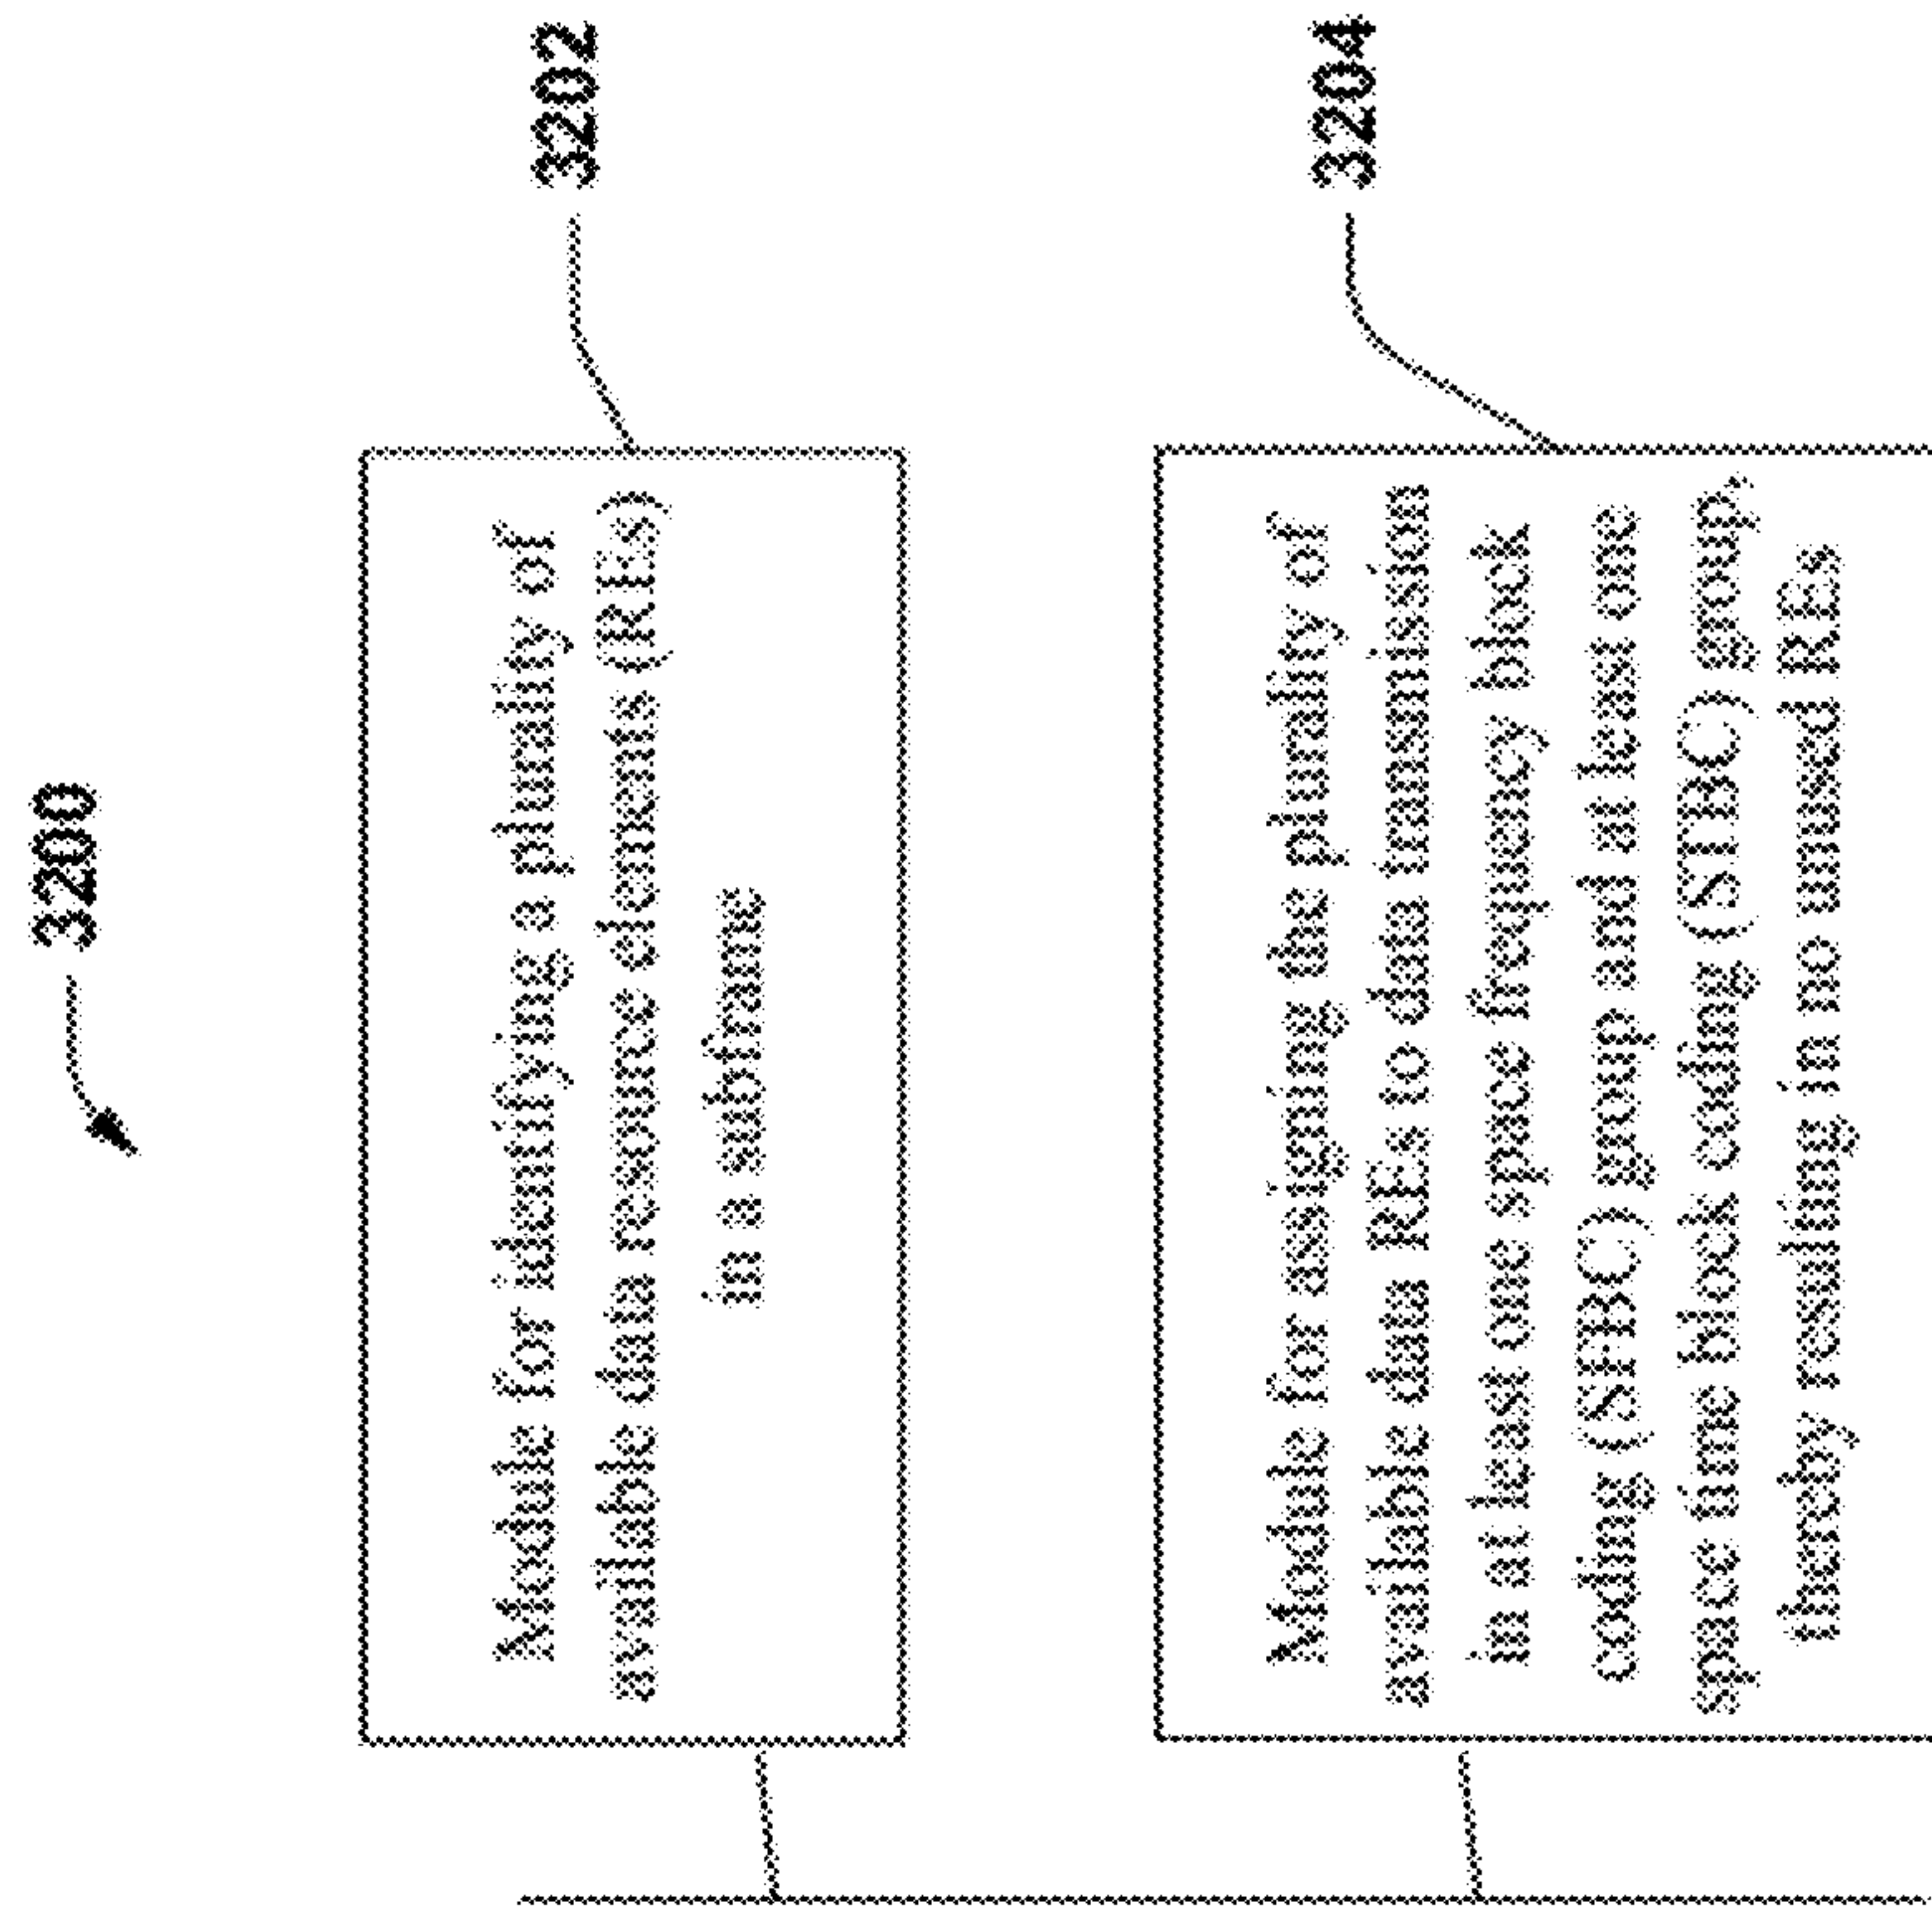 3200
3202
Module for identifying a plurality of
available data resource elements (REs)
in a subframe
3204
Module for assigning the plurality of
available data REs to data transmission
in at least one space frequency block
coding (SFBC) group and at least one
space time block coding (STBC) group,
thereby resulting in no unused REs